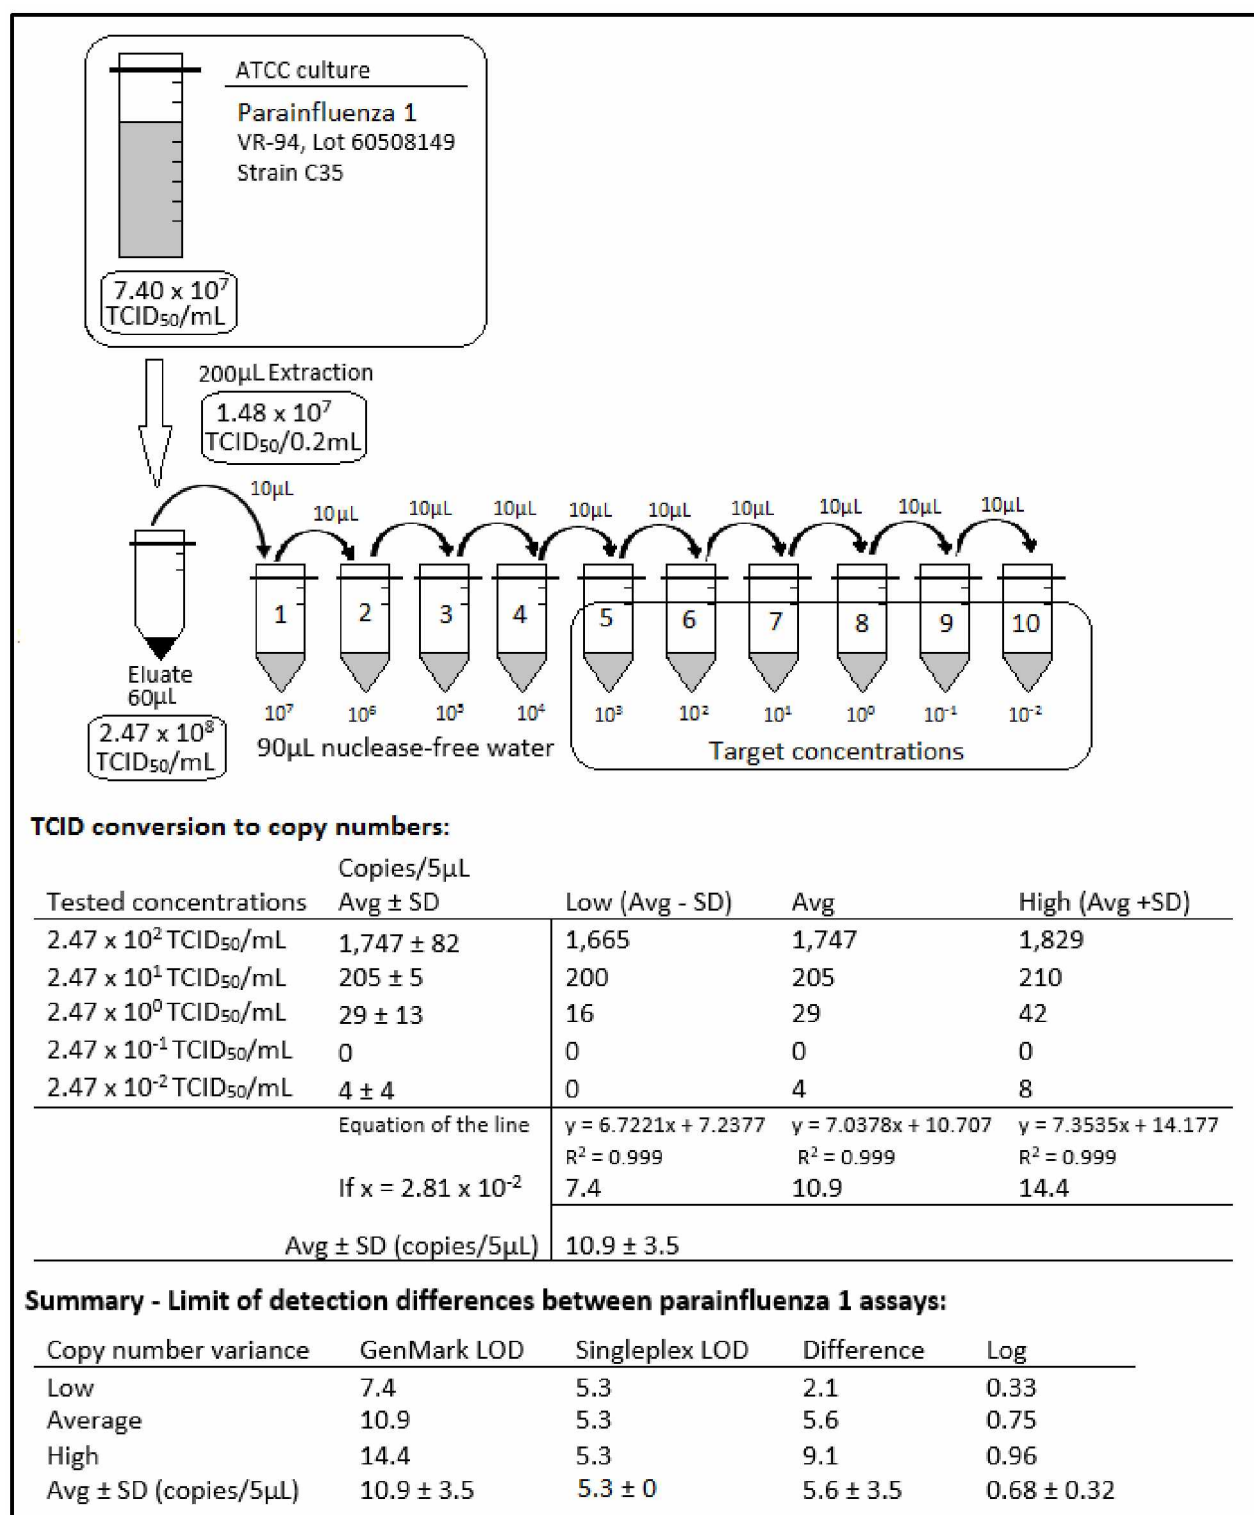 ATCC culture
Parainfluenza 1
VR-94, Lot 60508149
Strain C35
7.40 x 10⁷
TCID₅₀/mL
200µL Extraction
1.48 x 10⁷
TCID₅₀/0.2mL
10µL 10µL 10µL 10µL 10µL 10µL 10µL 10µL 10µL 10µL
1 2 3 4 5 6 7 8 9 10
Eluate
60µL
10⁷ 10⁶ 10⁵ 10⁴ 10³ 10² 10¹ 10⁰ 10⁻¹ 10⁻²
2.47 x 10⁸
TCID₅₀/mL
90µL nuclease-free water
Target concentrations
TCID conversion to copy numbers:
Copies/5µL
Tested concentrations Avg ± SD Low (Avg - SD) Avg High (Avg +SD)
2.47 x 10² TCID₅₀/mL 1,747 ± 82 1,665 1,747 1,829
2.47 x 10¹ TCID₅₀/mL 205 ± 5 200 205 210
2.47 x 10⁰ TCID₅₀/mL 29 ± 13 16 29 42
2.47 x 10⁻¹ TCID₅₀/mL 0 0 0 0
2.47 x 10⁻² TCID₅₀/mL 4 ± 4 0 4 8
Equation of the line y = 6.7221x + 7.2377 y = 7.0378x + 10.707 y = 7.3535x + 14.177
R² = 0.999 R² = 0.999 R² = 0.999
If x = 2.81 x 10⁻² 7.4 10.9 14.4
Avg ± SD (copies/5µL) 10.9 ± 3.5
Summary - Limit of detection differences between parainfluenza 1 assays:
Copy number variance GenMark LOD Singleplex LOD Difference Log
Low 7.4 5.3 2.1 0.33
Average 10.9 5.3 5.6 0.75
High 14.4 5.3 9.1 0.96
Avg ± SD (copies/5µL) 10.9 ± 3.5 5.3 ± 0 5.6 ± 3.5 0.68 ± 0.32